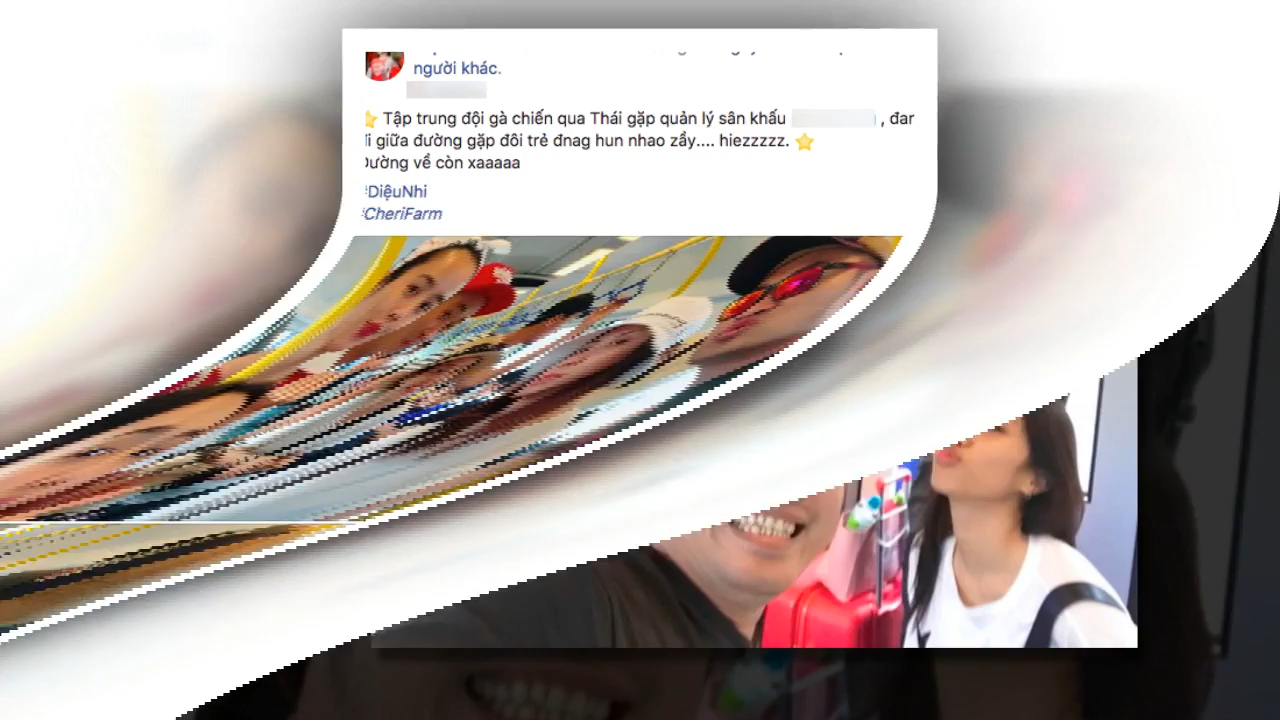 người khác.
Tập trung đội gà chiến qua Thái gặp quản lý sân khấu , đar
i giữa đường gặp đôi trẻ đnag hun nhao zẩy.... hiezzzzz.
ường về còn xaaaaa
#DiệuNhi
#CheriFarm